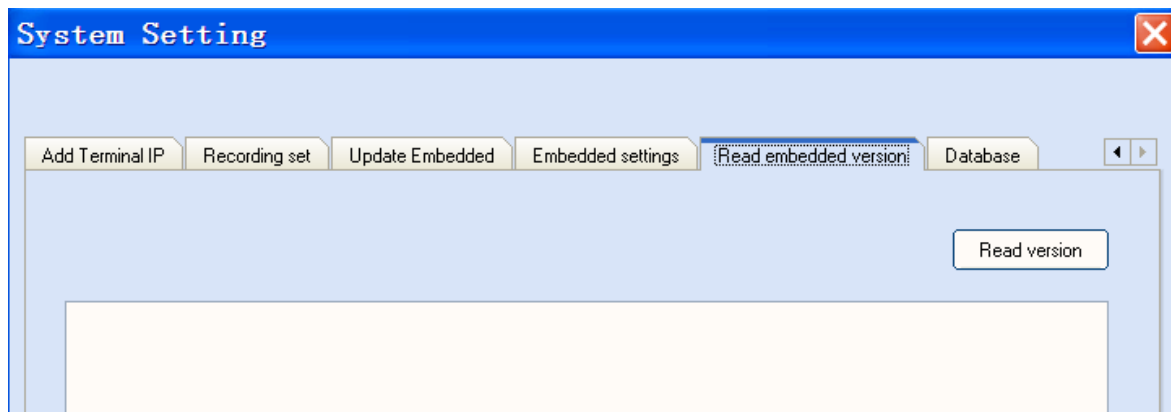 System Setting
Add Terminal IP Recording set Update Embedded Embedded settings Read embedded version Database
Read version